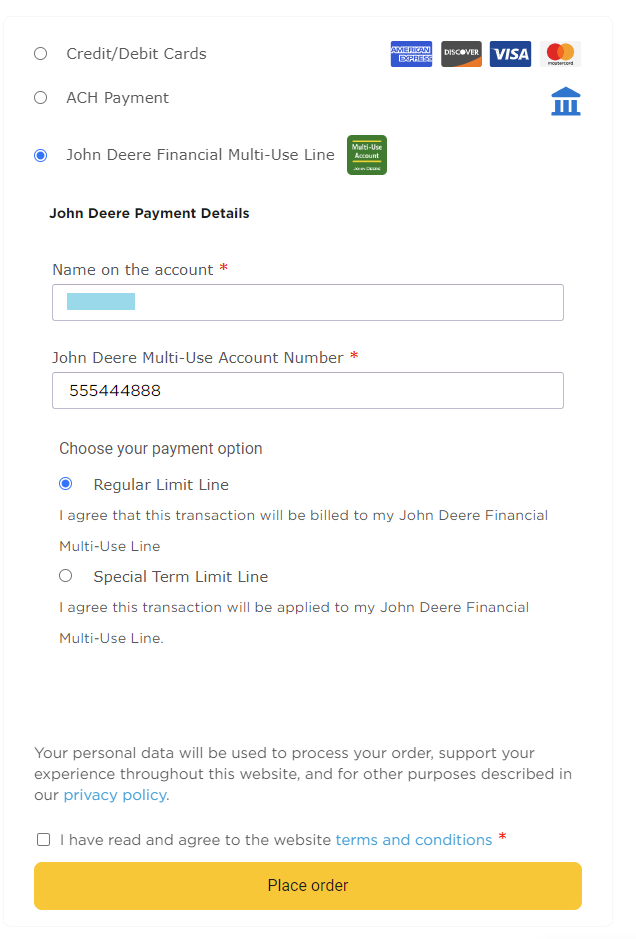 Credit/Debit Cards
AMERICAN EXPRESS
DISCOVER
VISA
mastercard
ACH Payment
John Deere Financial Multi-Use Line
Multi-Use
Account
JOHN DEERE
John Deere Payment Details
Name on the account *
John Deere Multi-Use Account Number *
555444888
Choose your payment option
Regular Limit Line
I agree that this transaction will be billed to my John Deere Financial
Multi-Use Line
Special Term Limit Line
I agree this transaction will be applied to my John Deere Financial
Multi-Use Line.
Your personal data will be used to process your order, support your
experience throughout this website, and for other purposes described in
our privacy policy.
I have read and agree to the website terms and conditions *
Place order